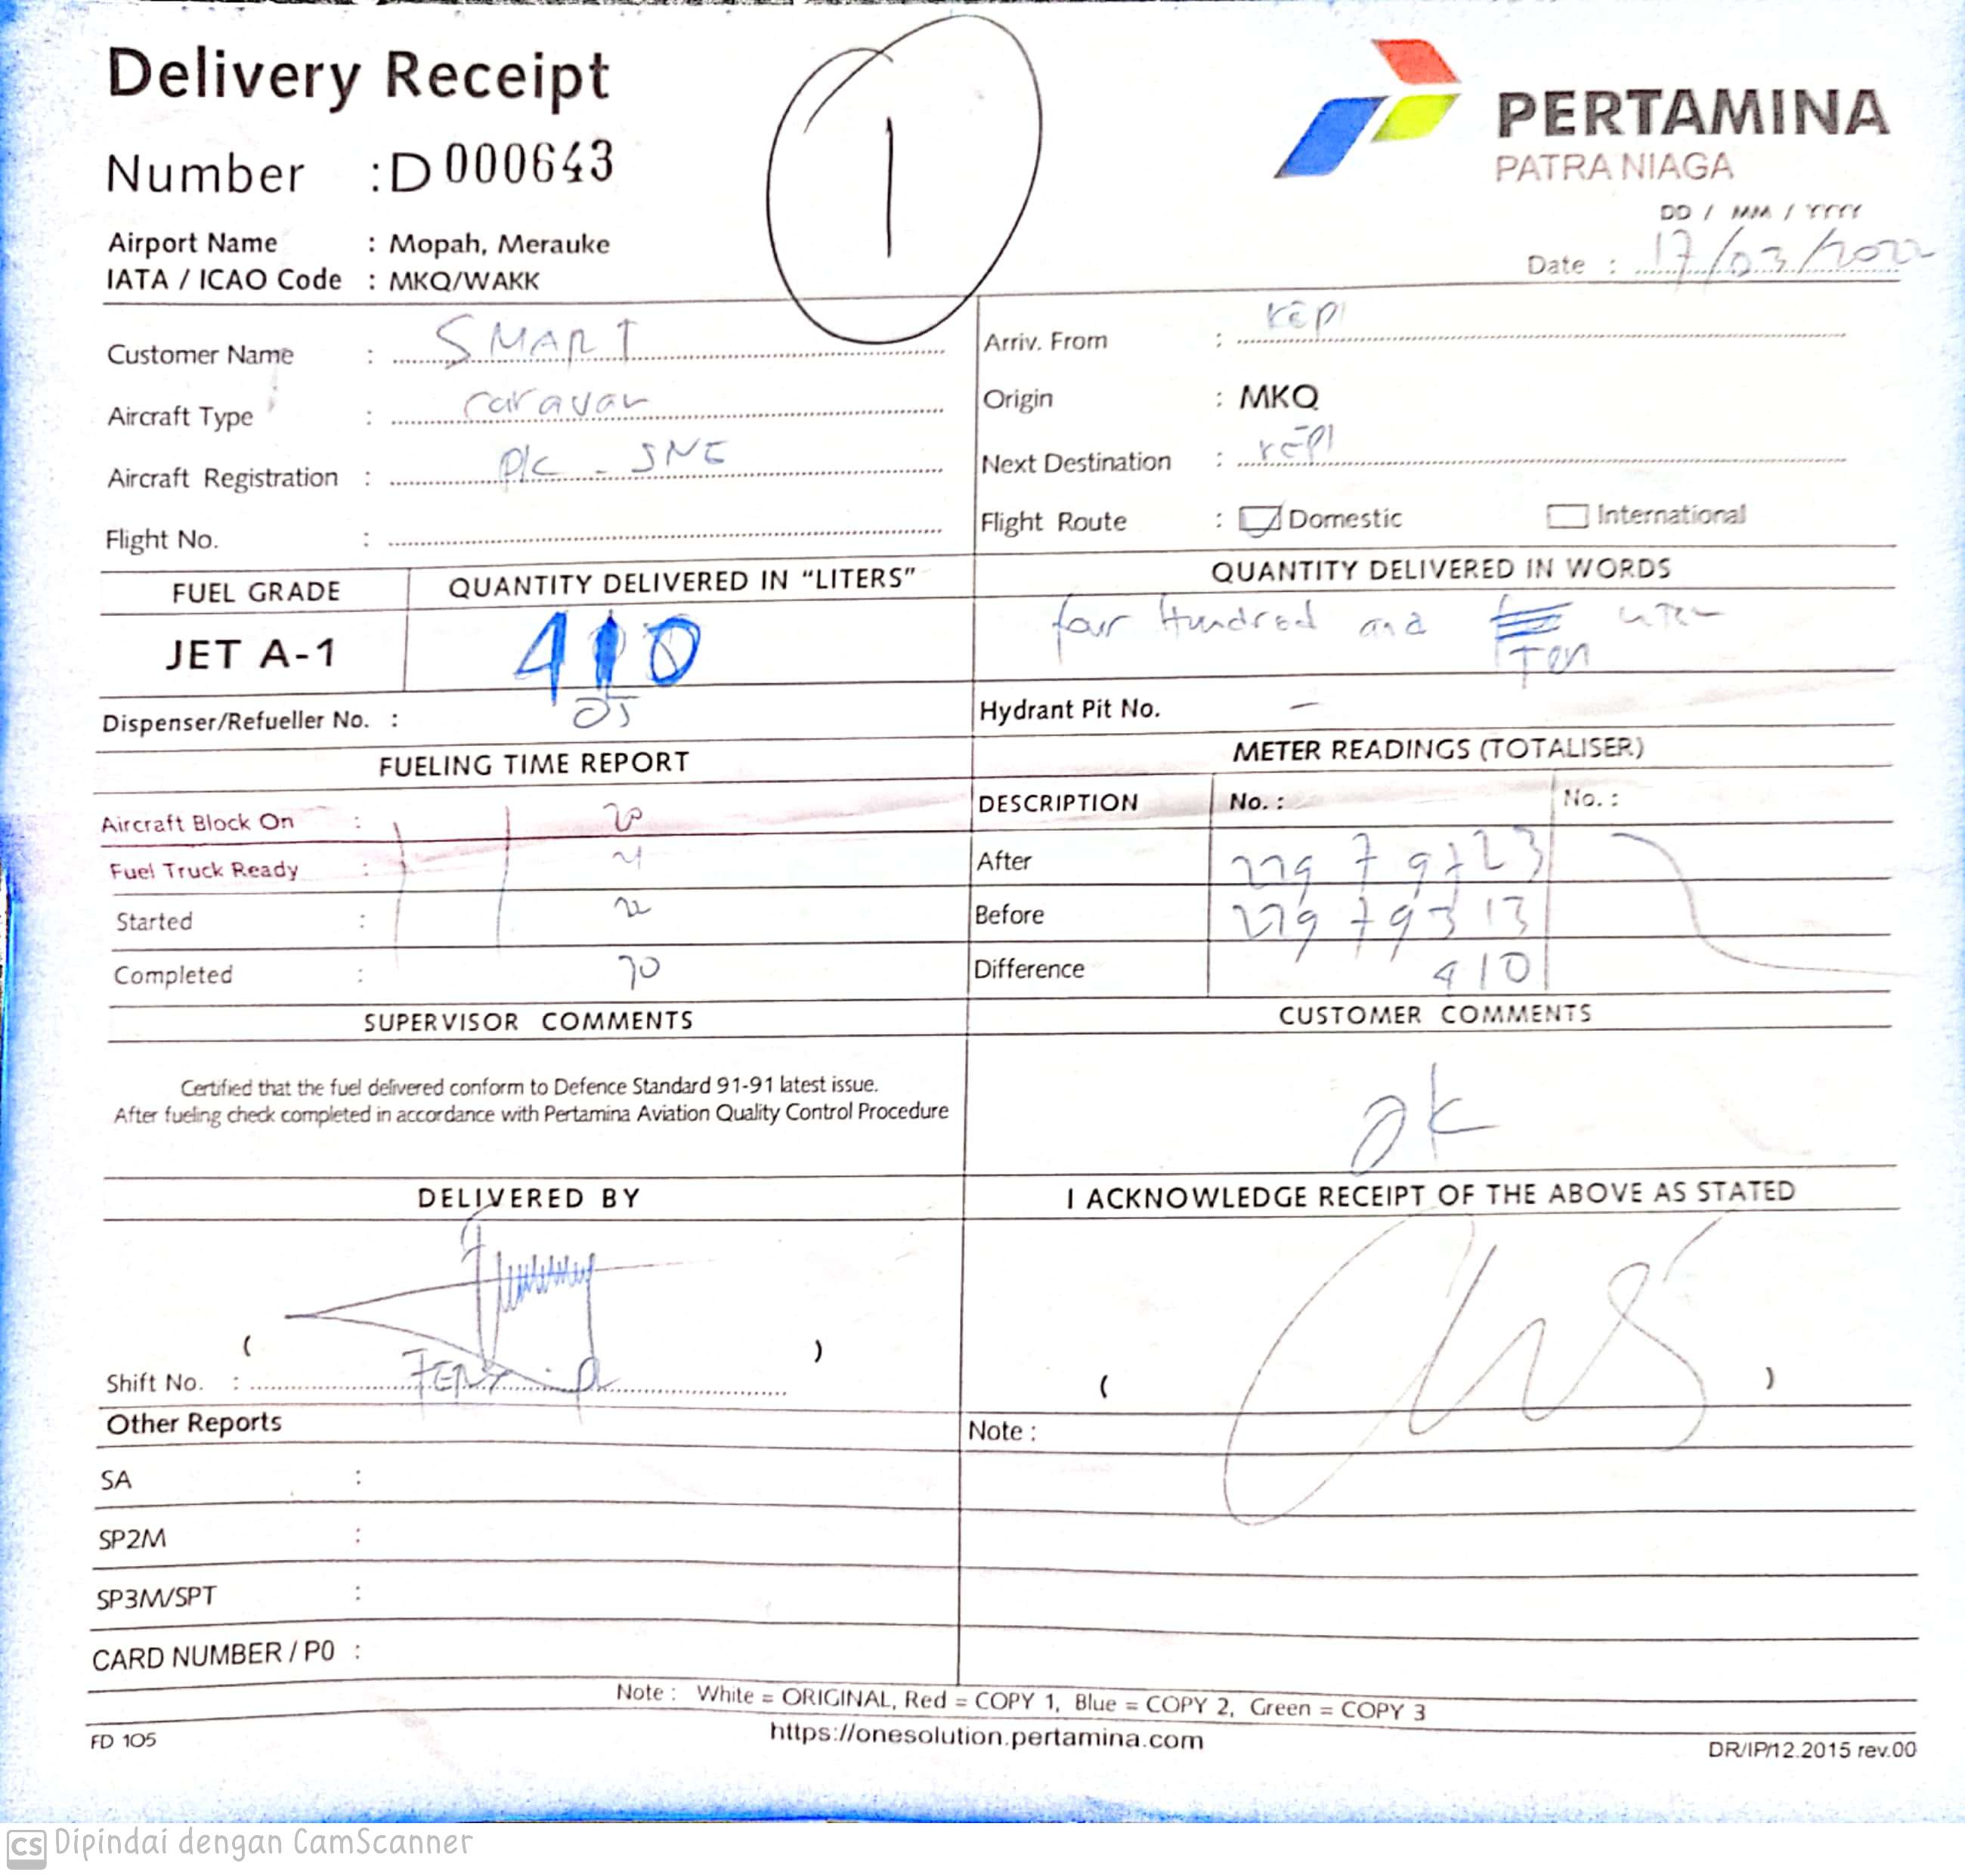 Delivery Receipt
1
PERTAMINA
PATRA NIAGA
Number : D 000643
DD / MM / YYYY
Airport Name : Mopah, Merauke
Date : 17/03/2022
IATA / ICAO Code : MKQ/WAKK
Customer Name : SMART
Arriv. From : Kepi
Aircraft Type : Caravan
Origin : MKQ
Aircraft Registration : PK - SNE
Next Destination : Kepi
Flight No. :
Flight Route : Domestic International
FUEL GRADE QUANTITY DELIVERED IN "LITERS" QUANTITY DELIVERED IN WORDS
JET A-1 410 four Hundred and Ten
Dispenser/Refueller No. : 05 Hydrant Pit No. –
FUELING TIME REPORT METER READINGS (TOTALISER)
DESCRIPTION No. : No. :
Aircraft Block On :
Fuel Truck Ready :
After 22979723
Started :
Before 22979313
Completed :
Difference 410
SUPERVISOR COMMENTS CUSTOMER COMMENTS
Certified that the fuel delivered conform to Defence Standard 91-91 latest issue.
After fueling check completed in accordance with Pertamina Aviation Quality Control Procedure
OK
DELIVERED BY I ACKNOWLEDGE RECEIPT OF THE ABOVE AS STATED
( ) ( )
Shift No. :
Other Reports Note :
SA :
SP2M :
SP3M/SPT :
CARD NUMBER / P0 :
Note : White = ORIGINAL, Red = COPY 1, Blue = COPY 2, Green = COPY 3
FD 105 https://onesolution.pertamina.com DR/IP/12.2015 rev.00
CS Dipindai dengan CamScanner